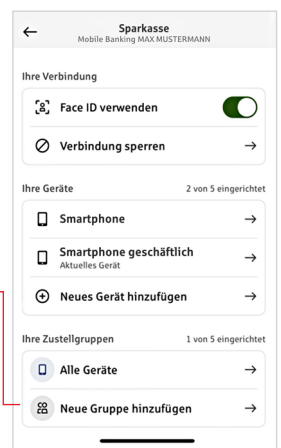 Sparkasse
Mobile Banking MAX MUSTERMANN
Ihre Verbindung
Face ID verwenden
Verbindung sperren
Ihre Geräte 2 von 5 eingerichtet
Smartphone
Smartphone geschäftlich
Aktuelles Gerät
Neues Gerät hinzufügen
Ihre Zustellgruppen 1 von 5 eingerichtet
Alle Geräte
Neue Gruppe hinzufügen